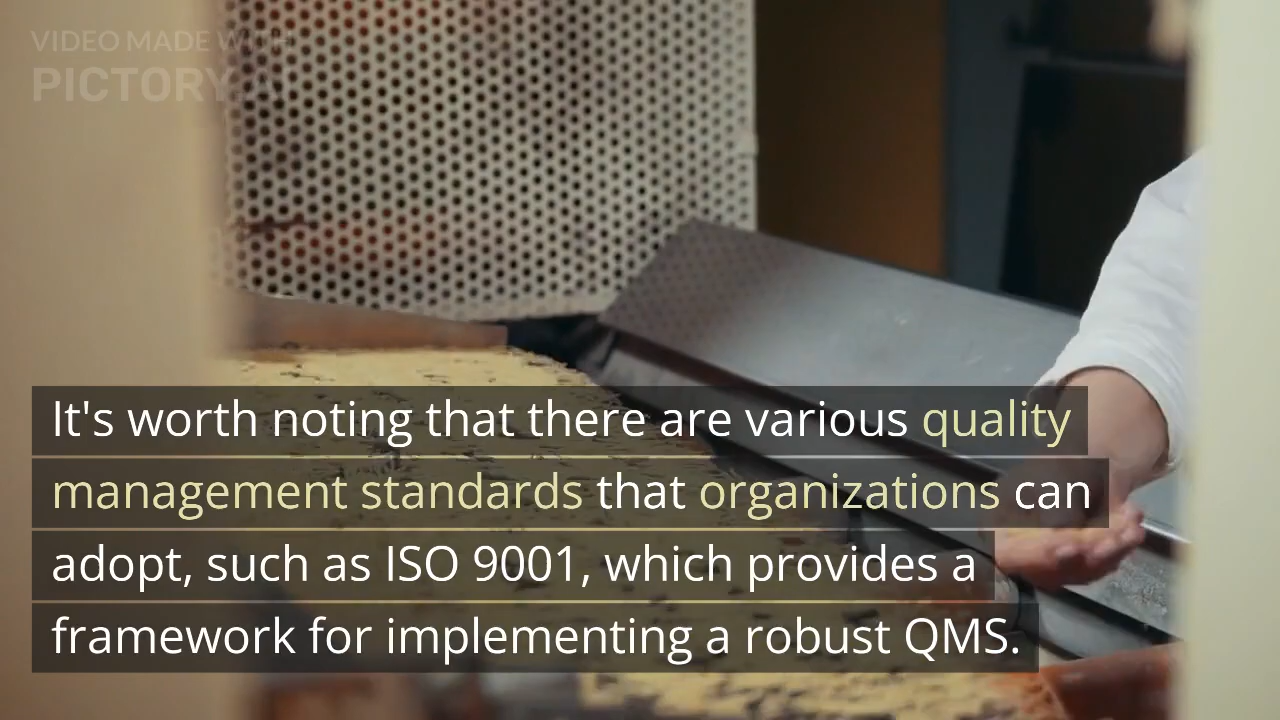 VIDEO MADE WITH
PICTORY.AI
It's worth noting that there are various quality
management standards that organizations can
adopt, such as ISO 9001, which provides a
framework for implementing a robust QMS.